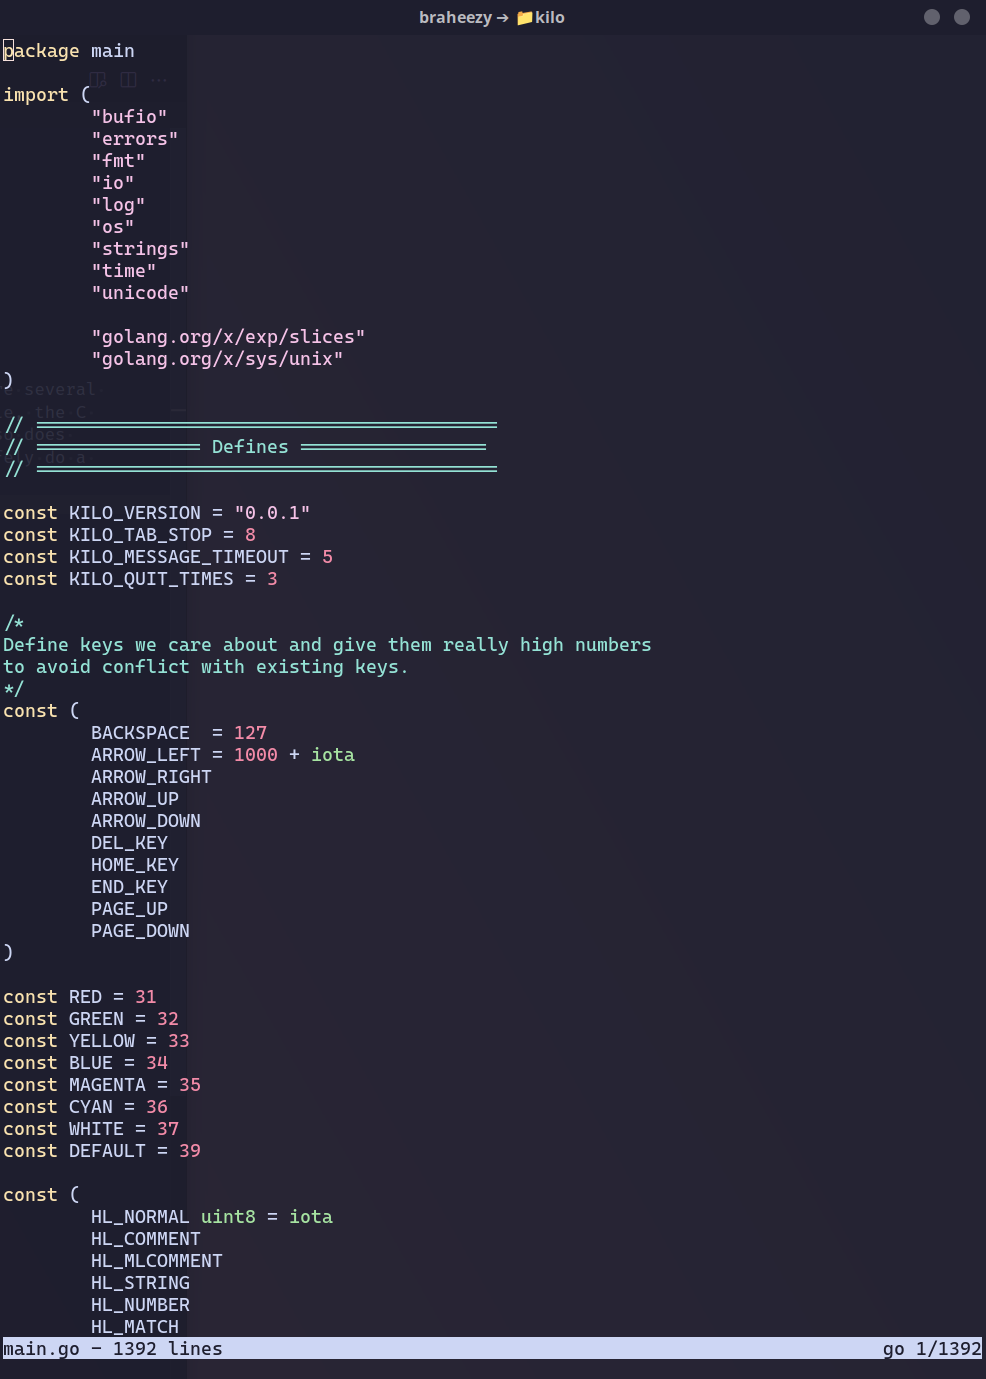 braheezy → 📁kilo
package main
import (
"bufio"
"errors"
"fmt"
"io"
"log"
"os"
"strings"
"time"
"unicode"
"golang.org/x/exp/slices"
"golang.org/x/sys/unix"
)
several
the C
does
do a
// ==========================================
// =============== Defines =================
// ==========================================
const KILO_VERSION = "0.0.1"
const KILO_TAB_STOP = 8
const KILO_MESSAGE_TIMEOUT = 5
const KILO_QUIT_TIMES = 3
/*
Define keys we care about and give them really high numbers
to avoid conflict with existing keys.
*/
const (
BACKSPACE  = 127
ARROW_LEFT = 1000 + iota
ARROW_RIGHT
ARROW_UP
ARROW_DOWN
DEL_KEY
HOME_KEY
END_KEY
PAGE_UP
PAGE_DOWN
)
const RED = 31
const GREEN = 32
const YELLOW = 33
const BLUE = 34
const MAGENTA = 35
const CYAN = 36
const WHITE = 37
const DEFAULT = 39
const (
HL_NORMAL uint8 = iota
HL_COMMENT
HL_MLCOMMENT
HL_STRING
HL_NUMBER
HL_MATCH
main.go - 1392 lines
go 1/1392